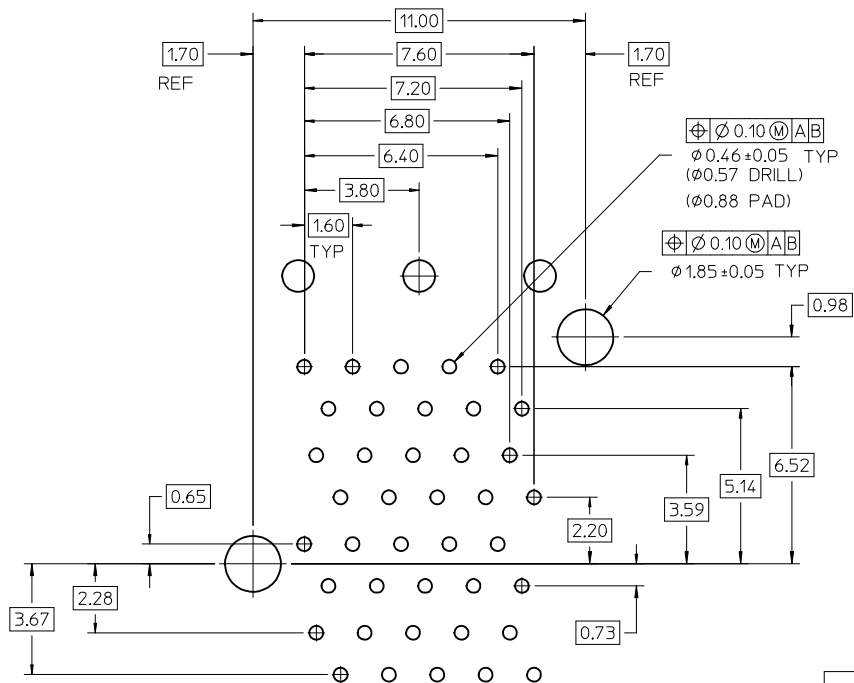 11.00
1.70
7.60
1.70
REF
REF
7.20
6.80
⌖ Ø 0.10 Ⓜ A B
6.40
Ø0.46±0.05 TYP
(Ø0.57 DRILL)
3.80
(Ø0.88 PAD)
1.60
TYP
⌖ Ø 0.10 Ⓜ A B
Ø1.85±0.05 TYP
0.98
6.52
5.14
0.65
3.59
2.20
2.28
3.67
0.73